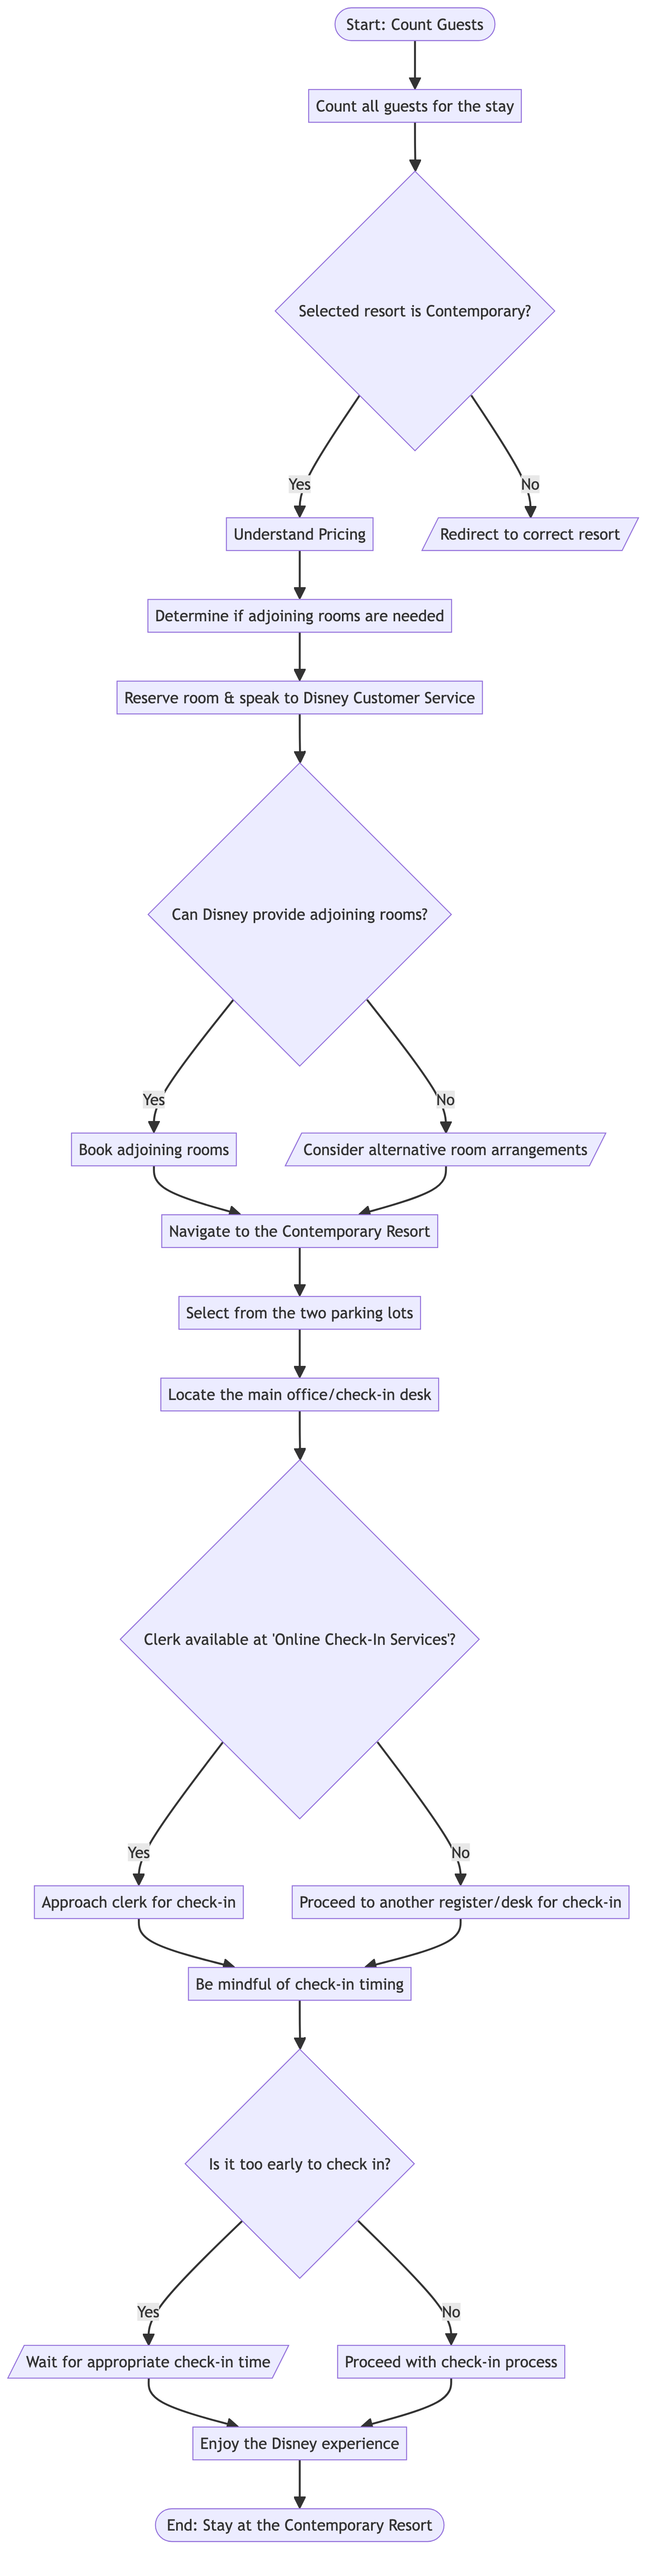 Start: Count Guests
Count all guests for the stay
Selected resort is Contemporary?
Yes
No
Understand Pricing
Redirect to correct resort
Determine if adjoining rooms are needed
Reserve room & speak to Disney Customer Service
Can Disney provide adjoining rooms?
Yes
No
Book adjoining rooms
Consider alternative room arrangements
Navigate to the Contemporary Resort
Select from the two parking lots
Locate the main office/check-in desk
Clerk available at 'Online Check-In Services'?
Yes
No
Approach clerk for check-in
Proceed to another register/desk for check-in
Be mindful of check-in timing
Is it too early to check in?
Yes
No
Wait for appropriate check-in time
Proceed with check-in process
Enjoy the Disney experience
End: Stay at the Contemporary Resort